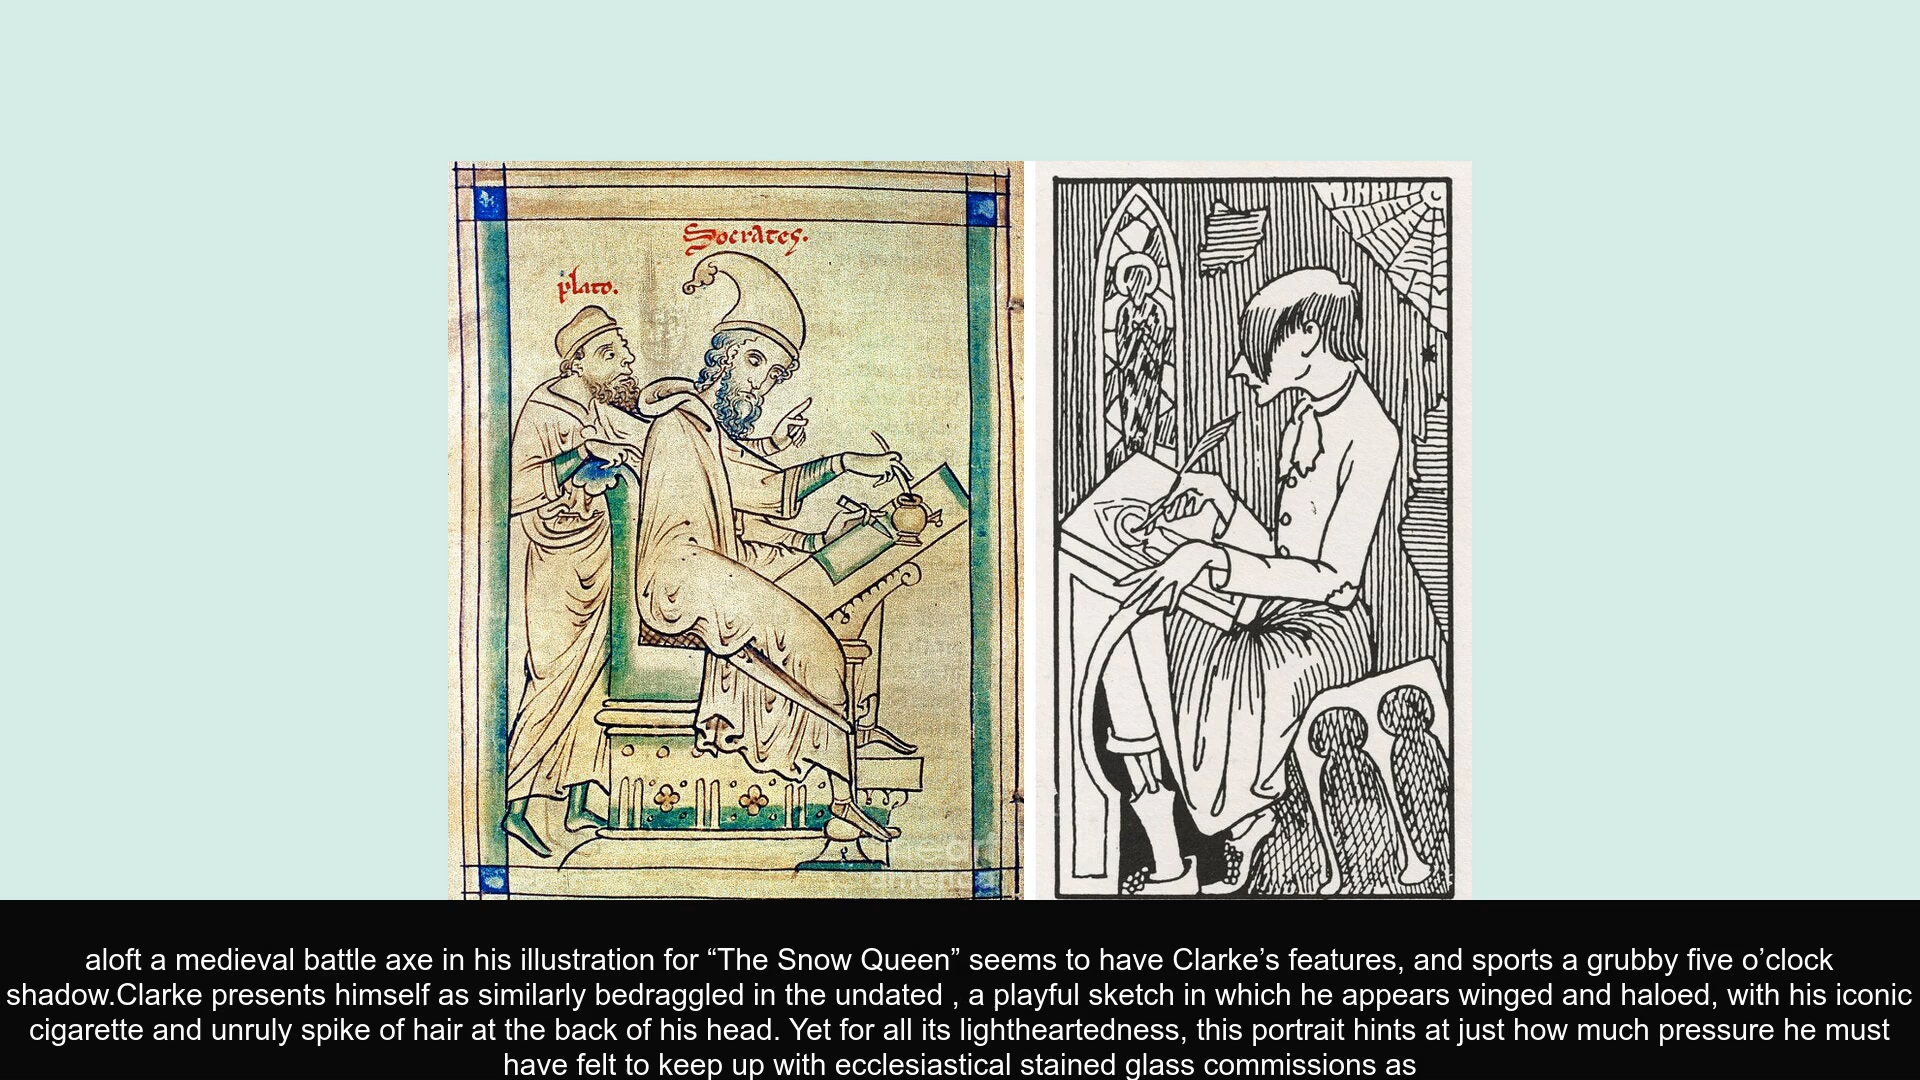 Socrates.
plato.
aloft a medieval battle axe in his illustration for “The Snow Queen” seems to have Clarke’s features, and sports a grubby five o’clock
shadow.Clarke presents himself as similarly bedraggled in the undated , a playful sketch in which he appears winged and haloed, with his iconic
cigarette and unruly spike of hair at the back of his head. Yet for all its lightheartedness, this portrait hints at just how much pressure he must
have felt to keep up with ecclesiastical stained glass commissions as